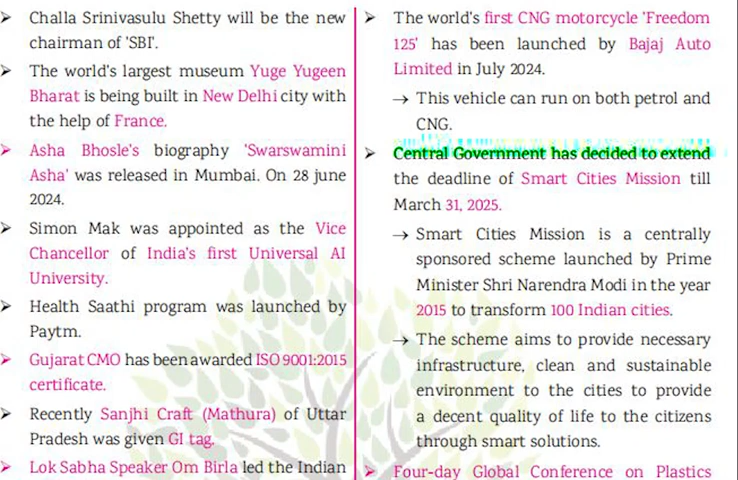 ➤ Challa Srinivasulu Shetty will be the new
chairman of 'SBI'.
➤ The world's largest museum Yuge Yugeen
Bharat is being built in New Delhi city with
the help of France.
➤ Asha Bhosle's biography 'Swarswamini
Asha' was released in Mumbai. On 28 june
2024.
➤ Simon Mak was appointed as the Vice
Chancellor of India's first Universal AI
University.
➤ Health Saathi program was launched by
Paytm.
➤ Gujarat CMO has been awarded ISO 9001:2015
certificate.
➤ Recently Sanjhi Craft (Mathura) of Uttar
Pradesh was given GI tag.
➤ Lok Sabha Speaker Om Birla led the Indian
➤ The world's first CNG motorcycle 'Freedom
125' has been launched by Bajaj Auto
Limited in July 2024.
→ This vehicle can run on both petrol and
CNG.
➤ Central Government has decided to extend
the deadline of Smart Cities Mission till
March 31, 2025.
→ Smart Cities Mission is a centrally
sponsored scheme launched by Prime
Minister Shri Narendra Modi in the year
2015 to transform 100 Indian cities.
→ The scheme aims to provide necessary
infrastructure, clean and sustainable
environment to the cities to provide
a decent quality of life to the citizens
through smart solutions.
➤ Four-day Global Conference on Plastics